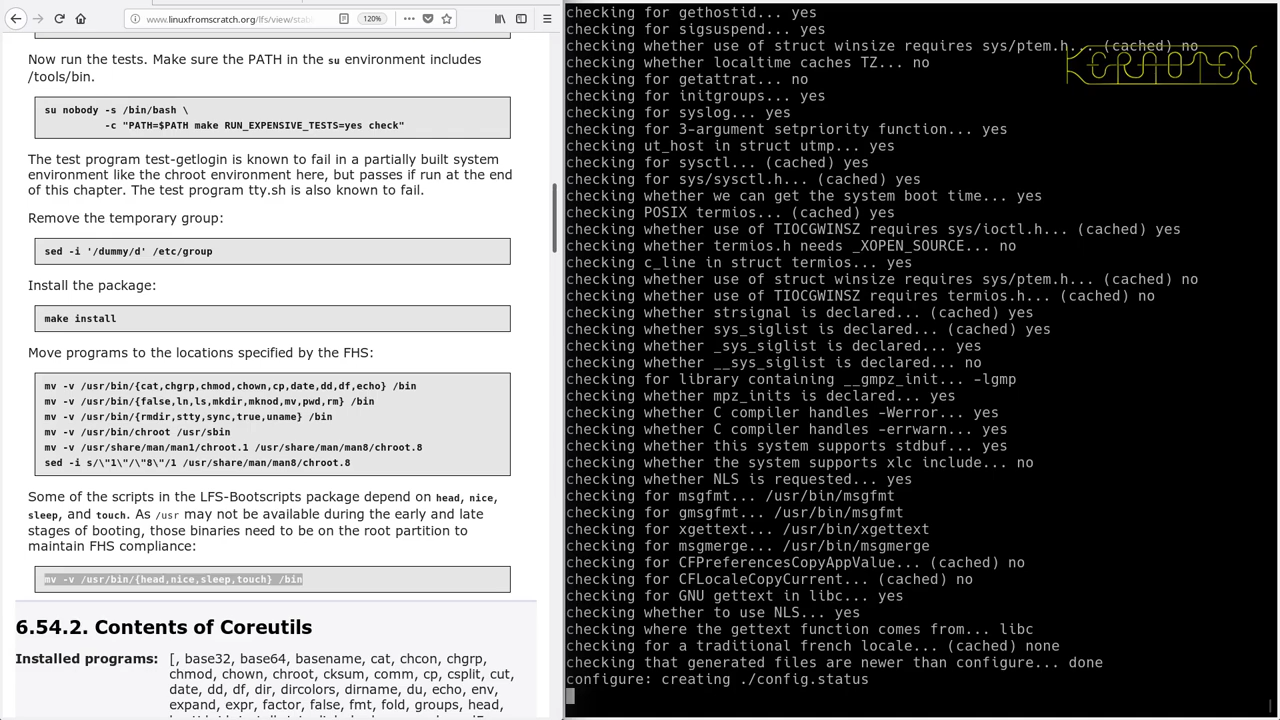 www.linuxfromscratch.org/lfs/view/stab
120%
Now run the tests. Make sure the PATH in the su environment includes
/tools/bin.
su nobody -s /bin/bash \
-c "PATH=$PATH make RUN_EXPENSIVE_TESTS=yes check"
The test program test-getlogin is known to fail in a partially built system
environment like the chroot environment here, but passes if run at the end
of this chapter. The test program tty.sh is also known to fail.
Remove the temporary group:
sed -i '/dummy/d' /etc/group
Install the package:
make install
Move programs to the locations specified by the FHS:
mv -v /usr/bin/{cat,chgrp,chmod,chown,cp,date,dd,df,echo} /bin
mv -v /usr/bin/{false,ln,ls,mkdir,mknod,mv,pwd,rm} /bin
mv -v /usr/bin/{rmdir,stty,sync,true,uname} /bin
mv -v /usr/bin/chroot /usr/sbin
mv -v /usr/share/man/man1/chroot.1 /usr/share/man/man8/chroot.8
sed -i s/\"1\"/\"8\"/1 /usr/share/man/man8/chroot.8
Some of the scripts in the LFS-Bootscripts package depend on head, nice,
sleep, and touch. As /usr may not be available during the early and late
stages of booting, those binaries need to be on the root partition to
maintain FHS compliance:
mv -v /usr/bin/{head,nice,sleep,touch} /bin
6.54.2. Contents of Coreutils
Installed programs: [, base32, base64, basename, cat, chcon, chgrp,
chmod, chown, chroot, cksum, comm, cp, csplit, cut,
date, dd, df, dir, dircolors, dirname, du, echo, env,
expand, expr, factor, false, fmt, fold, groups, head,
checking for gethostid... yes
checking for sigsuspend... yes
checking whether use of struct winsize requires sys/ptem.h... (cached) no
checking whether localtime caches TZ... no
checking for getattrat... no
checking for initgroups... yes
checking for syslog... yes
checking for 3-argument setpriority function... yes
checking ut_host in struct utmp... yes
checking for sysctl... (cached) yes
checking for sys/sysctl.h... (cached) yes
checking whether we can get the system boot time... yes
checking POSIX termios... (cached) yes
checking whether use of TIOCGWINSZ requires sys/ioctl.h... (cached) yes
checking whether termios.h needs _XOPEN_SOURCE... no
checking c_line in struct termios... yes
checking whether use of struct winsize requires sys/ptem.h... (cached) no
checking whether use of TIOCGWINSZ requires termios.h... (cached) no
checking whether strsignal is declared... (cached) yes
checking whether sys_siglist is declared... (cached) yes
checking whether _sys_siglist is declared... yes
checking whether __sys_siglist is declared... no
checking for library containing __gmpz_init... -lgmp
checking whether mpz_inits is declared... yes
checking whether C compiler handles -Werror... yes
checking whether C compiler handles -errwarn... yes
checking whether this system supports stdbuf... yes
checking whether the system supports xlc include... no
checking whether NLS is requested... yes
checking for msgfmt... /usr/bin/msgfmt
checking for gmsgfmt... /usr/bin/msgfmt
checking for xgettext... /usr/bin/xgettext
checking for msgmerge... /usr/bin/msgmerge
checking for CFPreferencesCopyAppValue... (cached) no
checking for CFLocaleCopyCurrent... (cached) no
checking for GNU gettext in libc... yes
checking whether to use NLS... yes
checking where the gettext function comes from... libc
checking for a traditional french locale... (cached) none
checking that generated files are newer than configure... done
configure: creating ./config.status
KERNOTEX